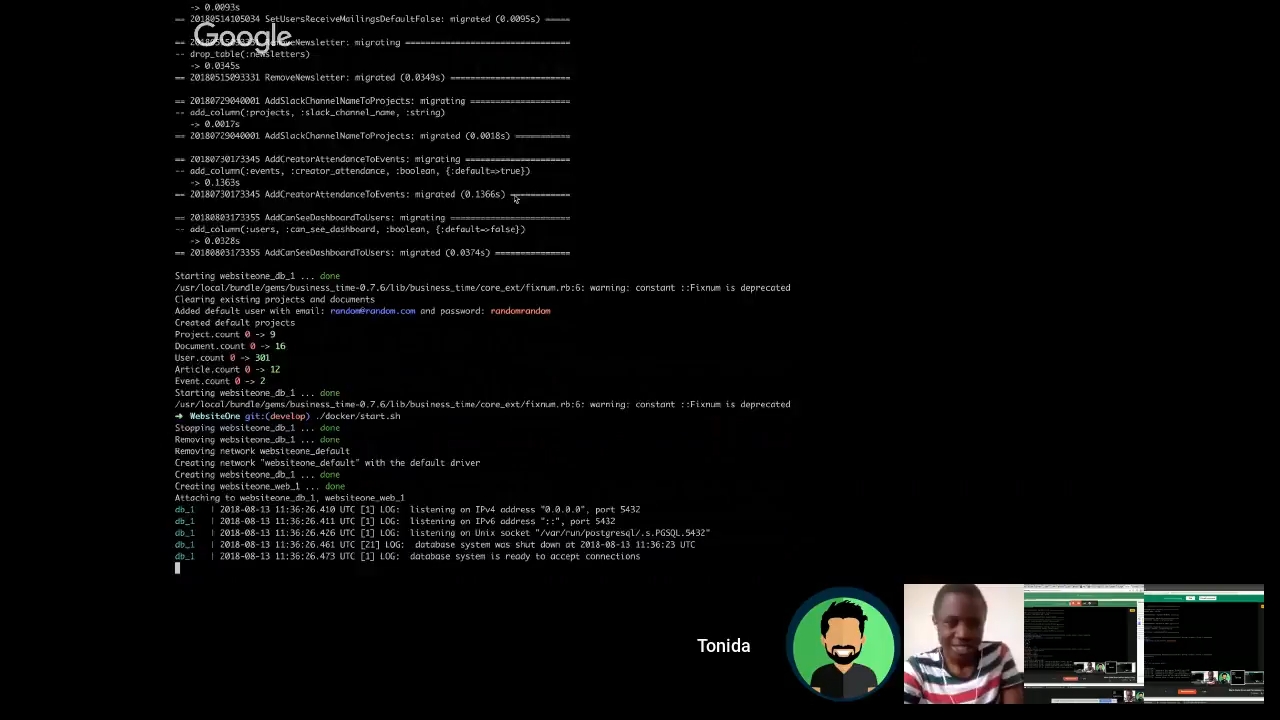 -> 0.0093s
== 20180514105034 SetUsersReceiveMailingsDefaultFalse: migrated (0.0095s) =====
Google
RemoveNewsletter: migrating ==================================
-- drop_table(:newsletters)
-> 0.0345s
== 20180515093331 RemoveNewsletter: migrated (0.0349s) ========================
== 20180729040001 AddSlackChannelNameToProjects: migrating =====================
-- add_column(:projects, :slack_channel_name, :string)
-> 0.0017s
== 20180729040001 AddSlackChannelNameToProjects: migrated (0.0018s) ============
== 20180730173345 AddCreatorAttendanceToEvents: migrating ======================
-- add_column(:events, :creator_attendance, :boolean, {:default=>true})
-> 0.1363s
== 20180730173345 AddCreatorAttendanceToEvents: migrated (0.1366s) ============
== 20180803173355 AddCanSeeDashboardToUsers: migrating ========================
-- add_column(:users, :can_see_dashboard, :boolean, {:default=>false})
-> 0.0328s
== 20180803173355 AddCanSeeDashboardToUsers: migrated (0.0374s) ===============
Starting websiteone_db_1 ... done
/usr/local/bundle/gems/business_time-0.7.6/lib/business_time/core_ext/fixnum.rb:6: warning: constant ::Fixnum is deprecated
Clearing existing projects and documents
Added default user with email: random@random.com and password: randomrandom
Created default projects
Project.count 0 -> 9
Document.count 0 -> 16
User.count 0 -> 301
Article.count 0 -> 12
Event.count 0 -> 2
Starting websiteone_db_1 ... done
/usr/local/bundle/gems/business_time-0.7.6/lib/business_time/core_ext/fixnum.rb:6: warning: constant ::Fixnum is deprecated
➜ WebsiteOne git:(develop) ./docker/start.sh
Stopping websiteone_db_1 ... done
Removing websiteone_db_1 ... done
Removing network websiteone_default
Creating network "websiteone_default" with the default driver
Creating websiteone_db_1 ... done
Creating websiteone_web_1 ... done
Attaching to websiteone_db_1, websiteone_web_1
db_1 | 2018-08-13 11:36:26.410 UTC [1] LOG: listening on IPv4 address "0.0.0.0", port 5432
db_1 | 2018-08-13 11:36:26.411 UTC [1] LOG: listening on IPv6 address "::", port 5432
db_1 | 2018-08-13 11:36:26.426 UTC [1] LOG: listening on Unix socket "/var/run/postgresql/.s.PGSQL.5432"
db_1 | 2018-08-13 11:36:26.461 UTC [21] LOG: database system was shut down at 2018-08-13 11:36:23 UTC
db_1 | 2018-08-13 11:36:26.473 UTC [1] LOG: database system is ready to accept connections